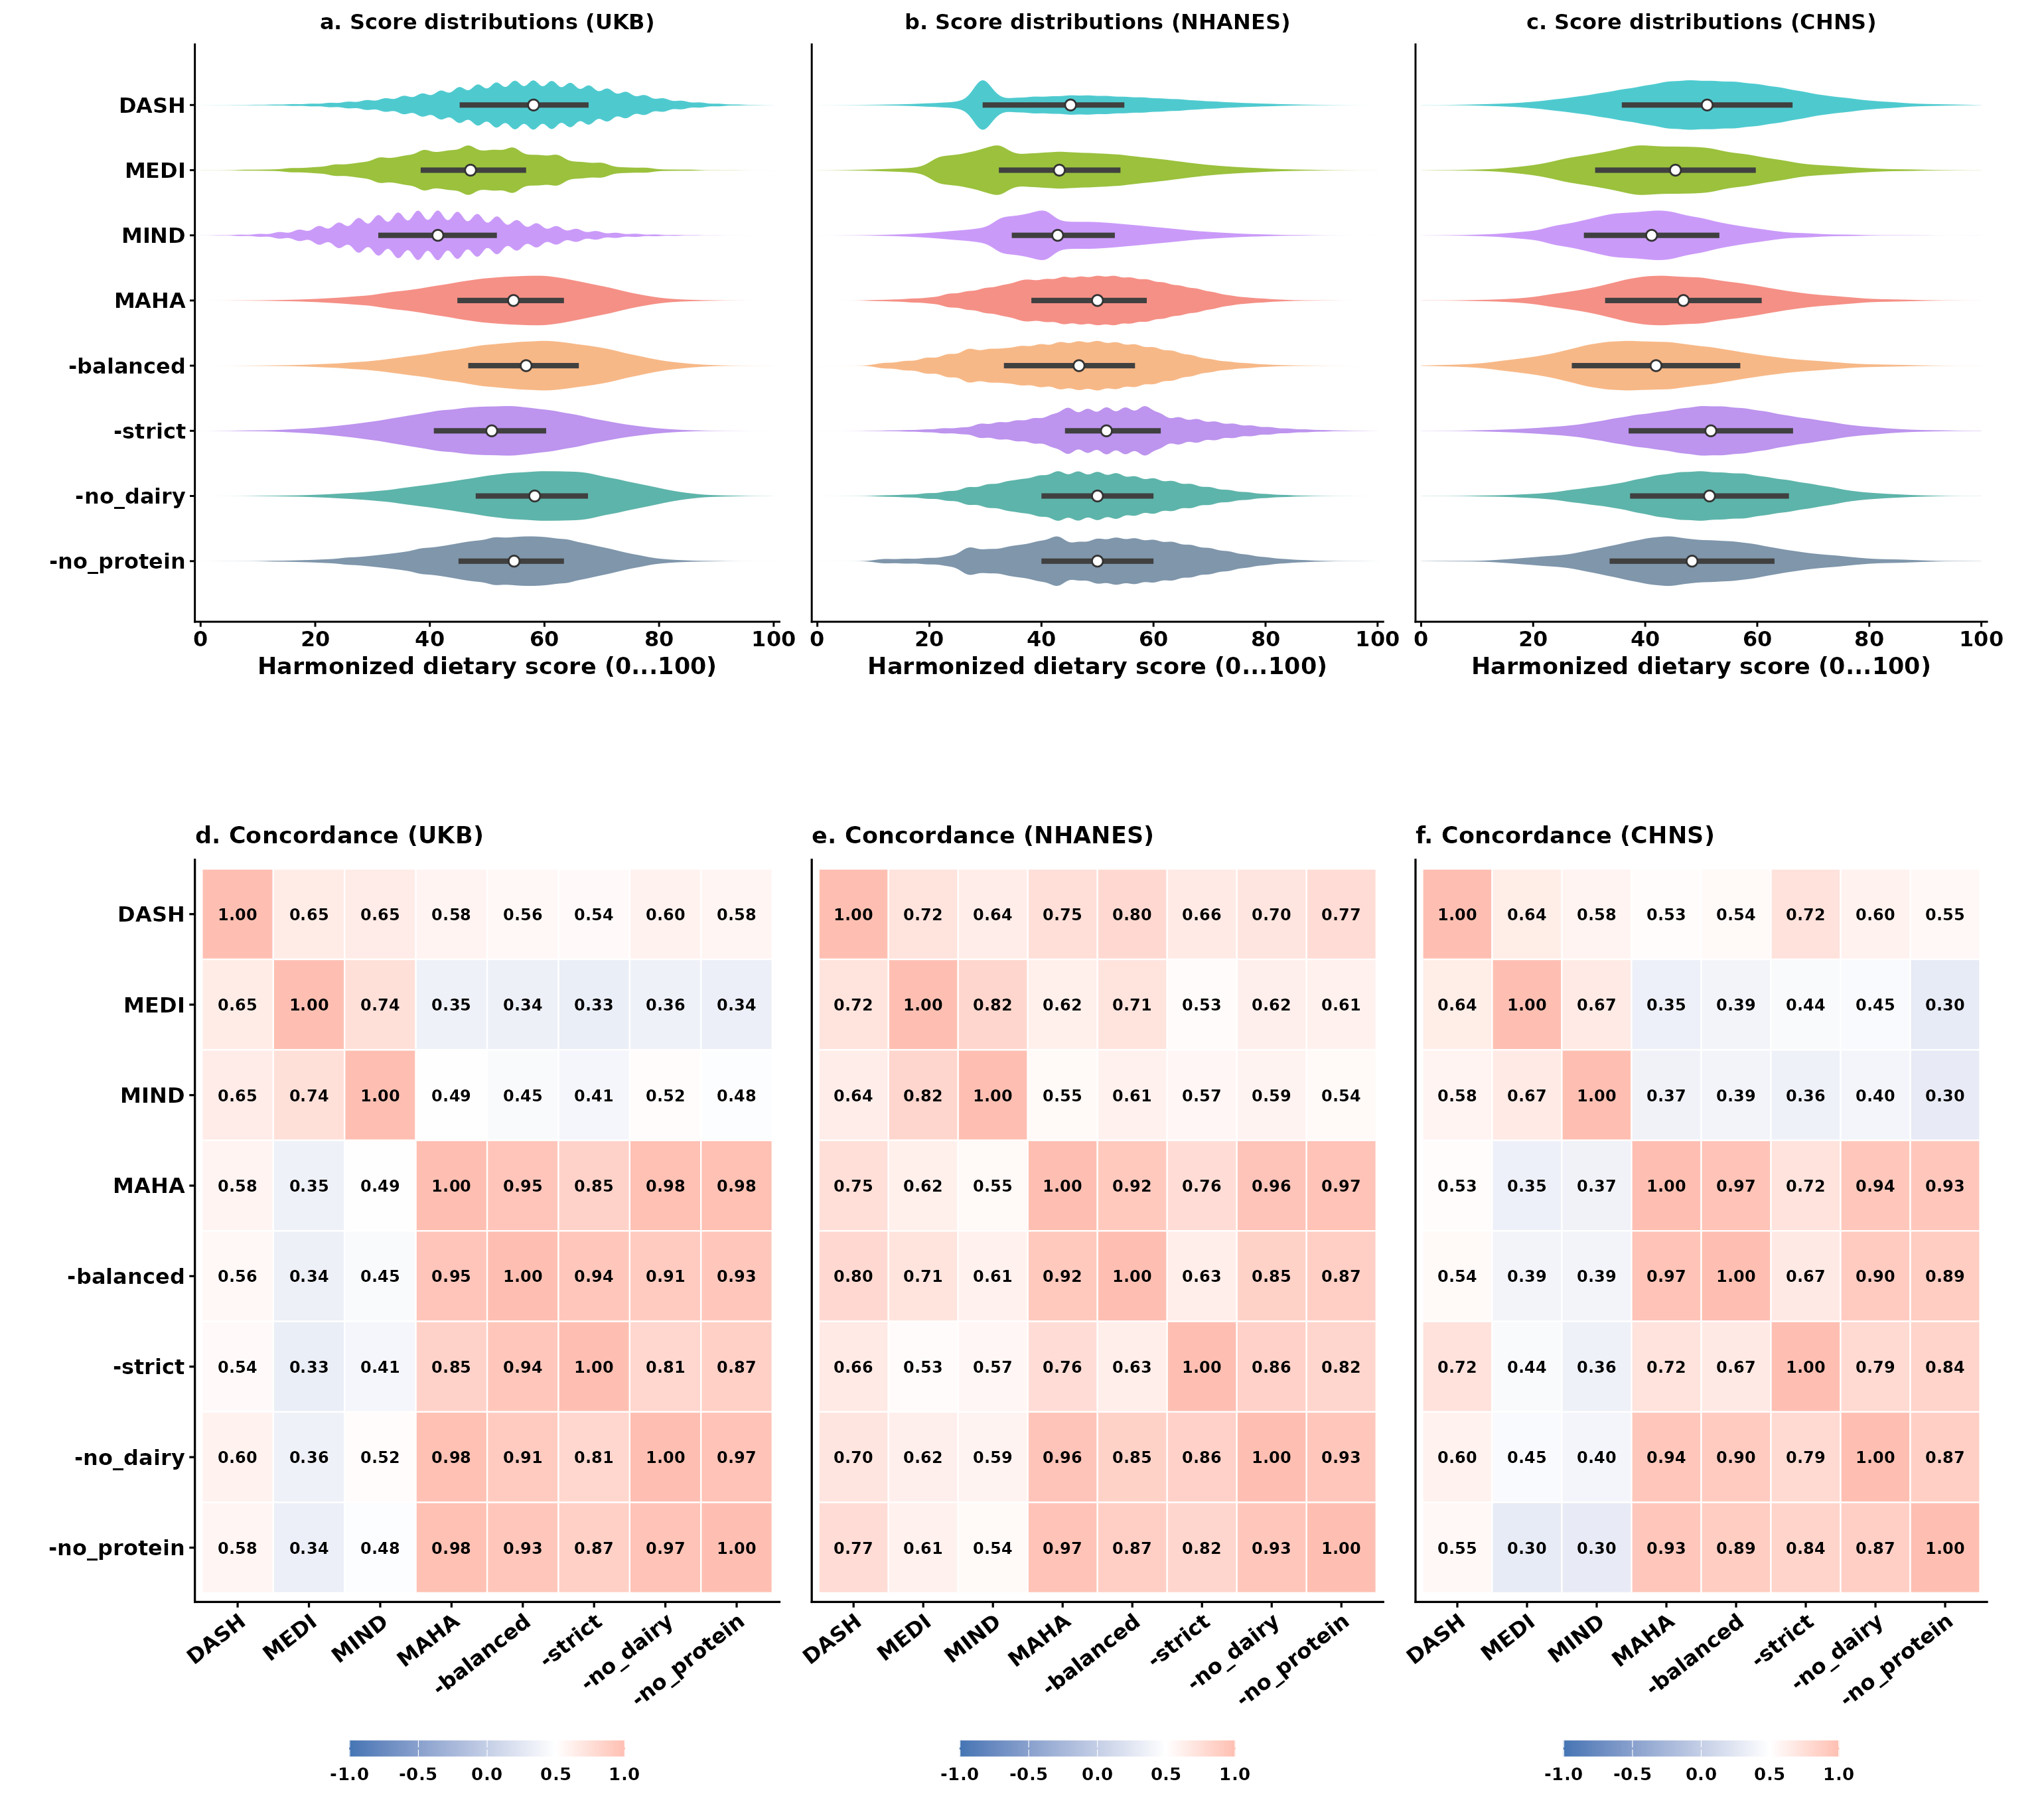 a. Score distributions (UKB)
b. Score distributions (NHANES)
c. Score distributions (CHNS)
DASH
MEDI
MIND
MAHA
-balanced
-strict
-no_dairy
-no_protein
0 20 40 60 80 100
0 20 40 60 80 100
0 20 40 60 80 100
Harmonized dietary score (0...100)
Harmonized dietary score (0...100)
Harmonized dietary score (0...100)
d. Concordance (UKB)
DASH 1.00 0.65 0.65 0.58 0.56 0.54 0.60 0.58
MEDI 0.65 1.00 0.74 0.35 0.34 0.33 0.36 0.34
MIND 0.65 0.74 1.00 0.49 0.45 0.41 0.52 0.48
MAHA 0.58 0.35 0.49 1.00 0.95 0.85 0.98 0.98
-balanced 0.56 0.34 0.45 0.95 1.00 0.94 0.91 0.93
-strict 0.54 0.33 0.41 0.85 0.94 1.00 0.81 0.87
-no_dairy 0.60 0.36 0.52 0.98 0.91 0.81 1.00 0.97
-no_protein 0.58 0.34 0.48 0.98 0.93 0.87 0.97 1.00
DASH MEDI MIND MAHA -balanced -strict -no_dairy -no_protein
-1.0 -0.5 0.0 0.5 1.0
e. Concordance (NHANES)
1.00 0.72 0.64 0.75 0.80 0.66 0.70 0.77
0.72 1.00 0.82 0.62 0.71 0.53 0.62 0.61
0.64 0.82 1.00 0.55 0.61 0.57 0.59 0.54
0.75 0.62 0.55 1.00 0.92 0.76 0.96 0.97
0.80 0.71 0.61 0.92 1.00 0.63 0.85 0.87
0.66 0.53 0.57 0.76 0.63 1.00 0.86 0.82
0.70 0.62 0.59 0.96 0.85 0.86 1.00 0.93
0.77 0.61 0.54 0.97 0.87 0.82 0.93 1.00
DASH MEDI MIND MAHA -balanced -strict -no_dairy -no_protein
-1.0 -0.5 0.0 0.5 1.0
f. Concordance (CHNS)
1.00 0.64 0.58 0.53 0.54 0.72 0.60 0.55
0.64 1.00 0.67 0.35 0.39 0.44 0.45 0.30
0.58 0.67 1.00 0.37 0.39 0.36 0.40 0.30
0.53 0.35 0.37 1.00 0.97 0.72 0.94 0.93
0.54 0.39 0.39 0.97 1.00 0.67 0.90 0.89
0.72 0.44 0.36 0.72 0.67 1.00 0.79 0.84
0.60 0.45 0.40 0.94 0.90 0.79 1.00 0.87
0.55 0.30 0.30 0.93 0.89 0.84 0.87 1.00
DASH MEDI MIND MAHA -balanced -strict -no_dairy -no_protein
-1.0 -0.5 0.0 0.5 1.0